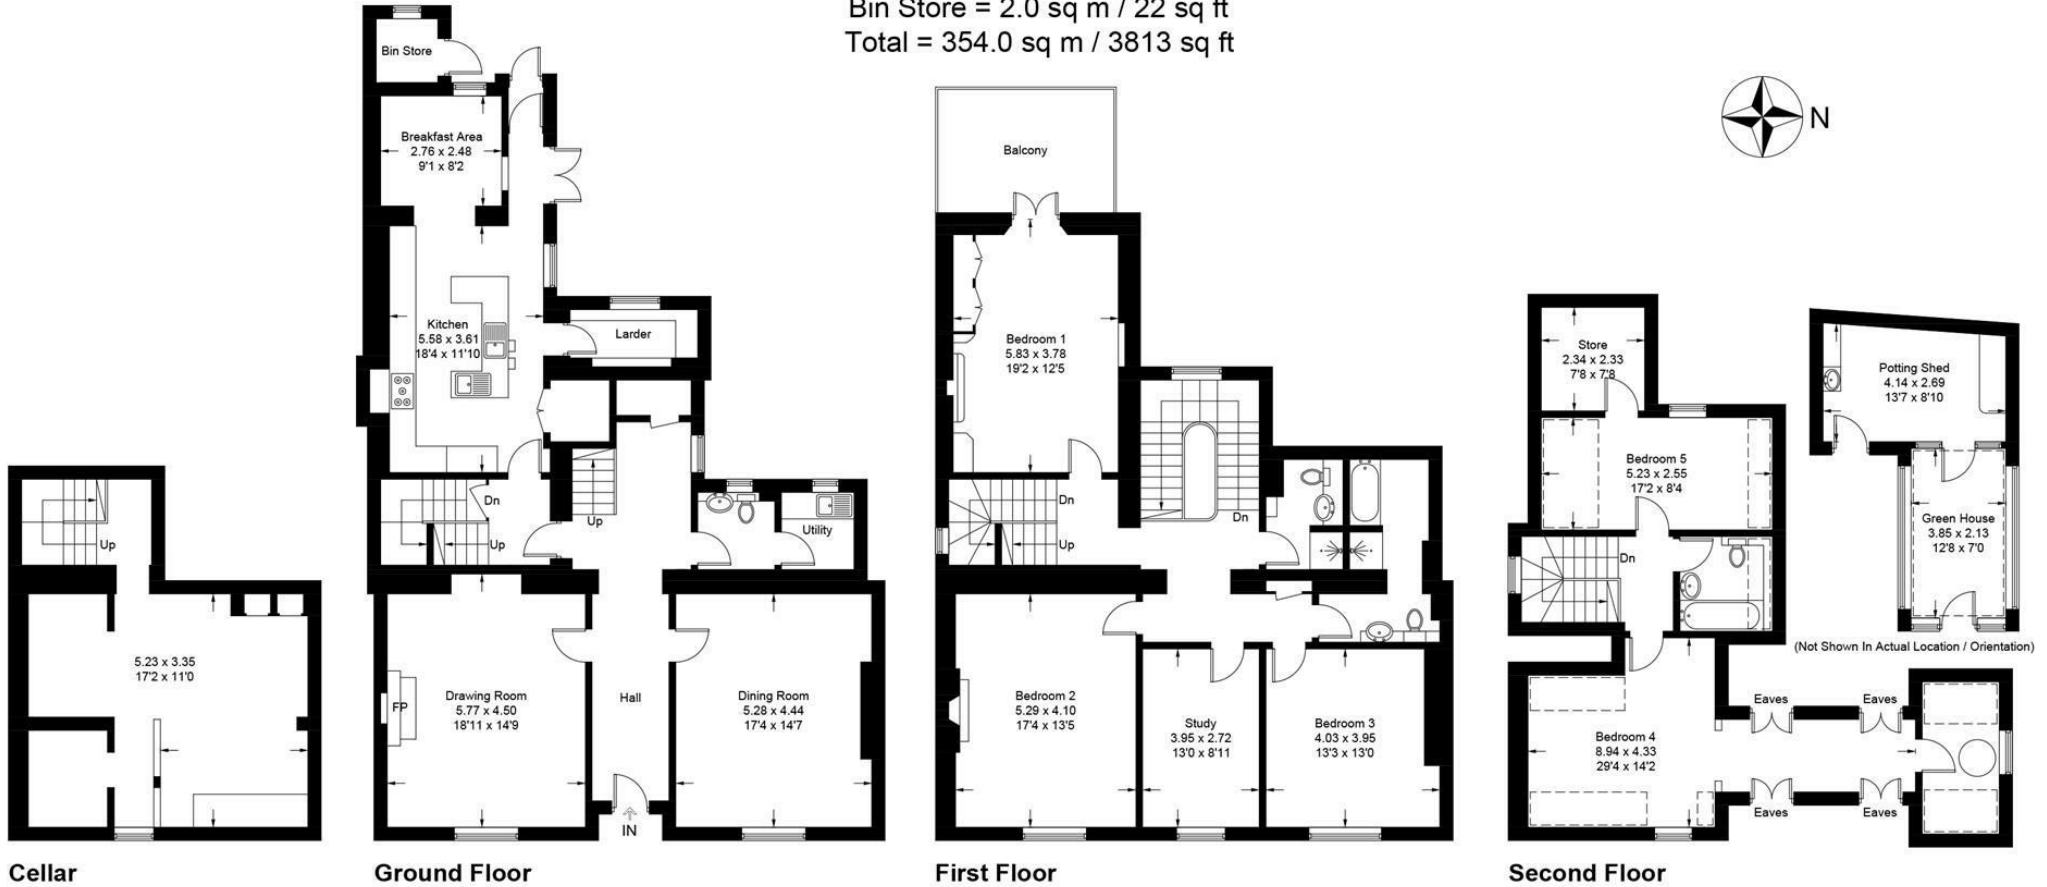 Bin Store = 2.0 sq m / 22 sq ft
Total = 354.0 sq m / 3813 sq ft
N
Up
5.23 x 3.35
17'2 x 11'0
Cellar
Bin Store
Breakfast Area
2.76 x 2.48
9'1 x 8'2
Kitchen
5.58 x 3.61
18'4 x 11'10
Larder
Dn
Up
Up
Utility
Drawing Room
5.77 x 4.50
18'11 x 14'9
FP
Hall
Dining Room
5.28 x 4.44
17'4 x 14'7
IN
Ground Floor
Balcony
Bedroom 1
5.83 x 3.78
19'2 x 12'5
Dn
Up
Dn
Bedroom 2
5.29 x 4.10
17'4 x 13'5
Study
3.95 x 2.72
13'0 x 8'11
Bedroom 3
4.03 x 3.95
13'3 x 13'0
First Floor
Store
2.34 x 2.33
7'8 x 7'8
Bedroom 5
5.23 x 2.55
17'2 x 8'4
Dn
Bedroom 4
8.94 x 4.33
29'4 x 14'2
Eaves
Eaves
Eaves
Eaves
Second Floor
Potting Shed
4.14 x 2.69
13'7 x 8'10
Green House
3.85 x 2.13
12'8 x 7'0
(Not Shown In Actual Location / Orientation)